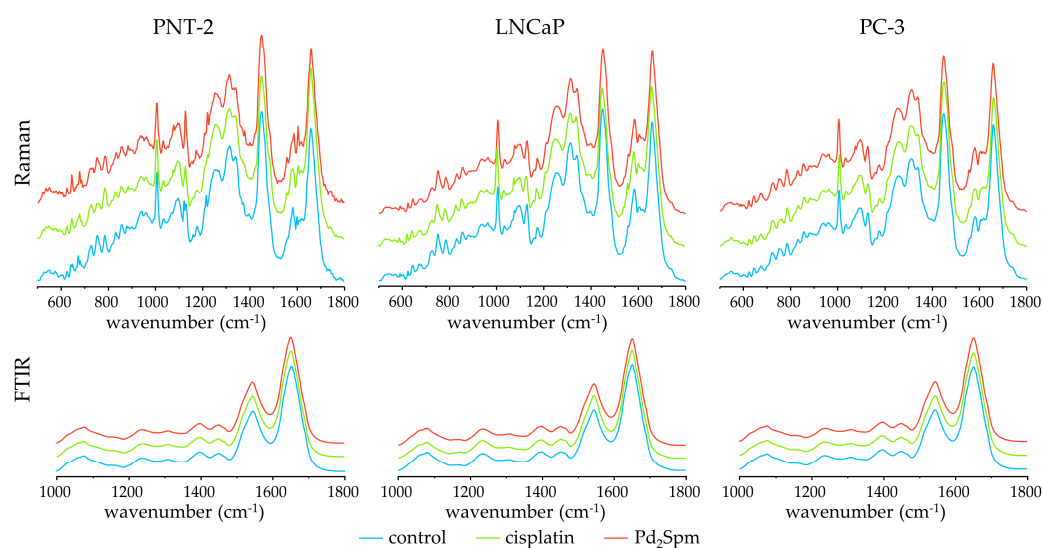 PNT-2 LNCaP PC-3
Raman
600 800 1000 1200 1400 1600 1800 600 800 1000 1200 1400 1600 1800 600 800 1000 1200 1400 1600 1800
wavenumber (cm⁻¹) wavenumber (cm⁻¹) wavenumber (cm⁻¹)
FTIR
1000 1200 1400 1600 1800 1000 1200 1400 1600 1800 1000 1200 1400 1600 1800
wavenumber (cm⁻¹) wavenumber (cm⁻¹) wavenumber (cm⁻¹)
control cisplatin Pd₂Spm